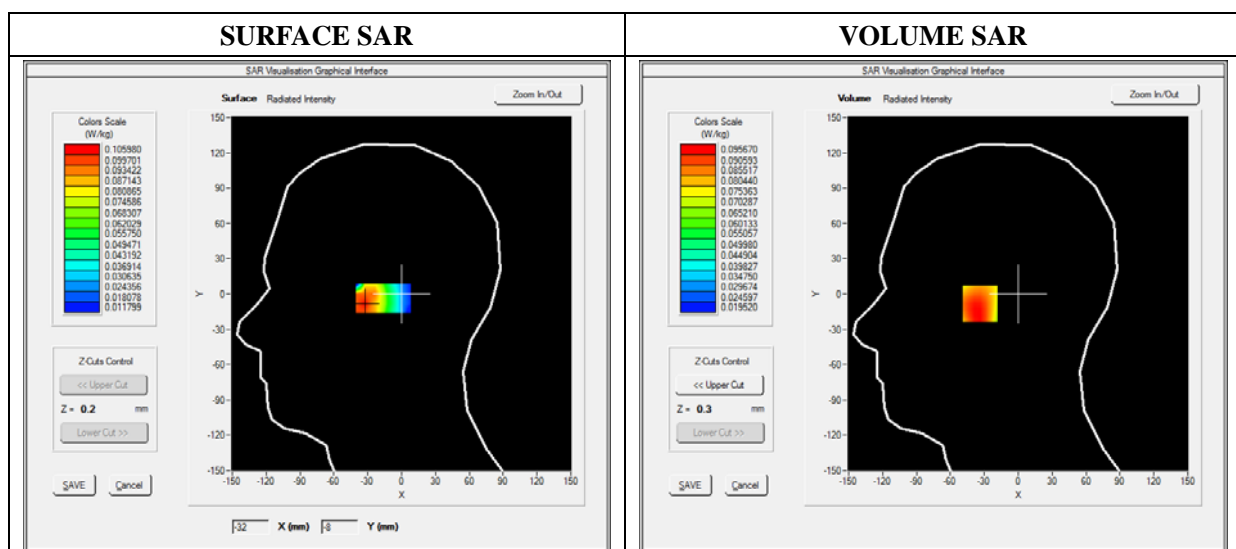 SURFACE SAR
VOLUME SAR
SAR Visualisation Graphical Interface
Surface Radiated Intensity
Zoom In/Out
Colors Scale
(W/kg)
0.105980
0.099701
0.093422
0.087143
0.080865
0.074586
0.068307
0.062029
0.055750
0.049471
0.043192
0.036914
0.030635
0.024356
0.018078
0.011799
Z-Cuts Control
<< Upper Cut
Z = 0.2 mm
Lower Cut >>
SAVE Cancel
150
120
90
60
30
0
-30
-60
-90
-120
-150
Y
-150 -120 -90 -60 -30 0 30 60 90 120 150
X
-32 X (mm) -8 Y (mm)
SAR Visualisation Graphical Interface
Volume Radiated Intensity
Zoom In/Out
Colors Scale
(W/kg)
0.095670
0.090593
0.085517
0.080440
0.075363
0.070287
0.065210
0.060133
0.055057
0.049980
0.044904
0.039827
0.034750
0.029674
0.024597
0.019520
Z-Cuts Control
<< Upper Cut
Z = 0.3 mm
Lower Cut >>
SAVE Cancel
150
120
90
60
30
0
-30
-60
-90
-120
-150
Y
-150 -120 -90 -60 -30 0 30 60 90 120 150
X